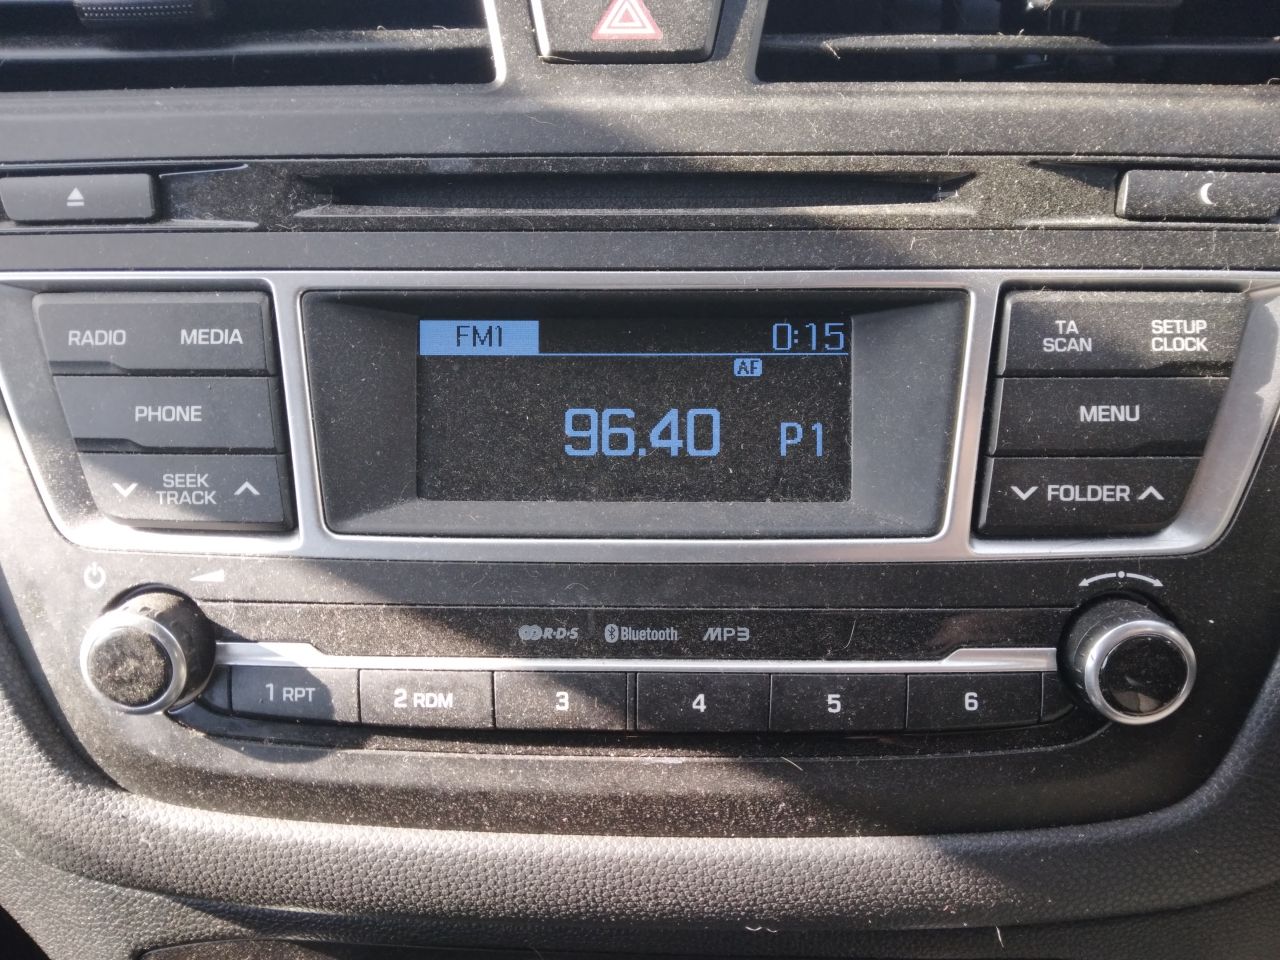 RADIO MEDIA
PHONE
SEEK
TRACK
FM1 0:15
AF
96.40 P1
TA
SCAN
SETUP
CLOCK
MENU
FOLDER
R·D·S Bluetooth MP3
1 RPT 2 RDM 3 4 5 6